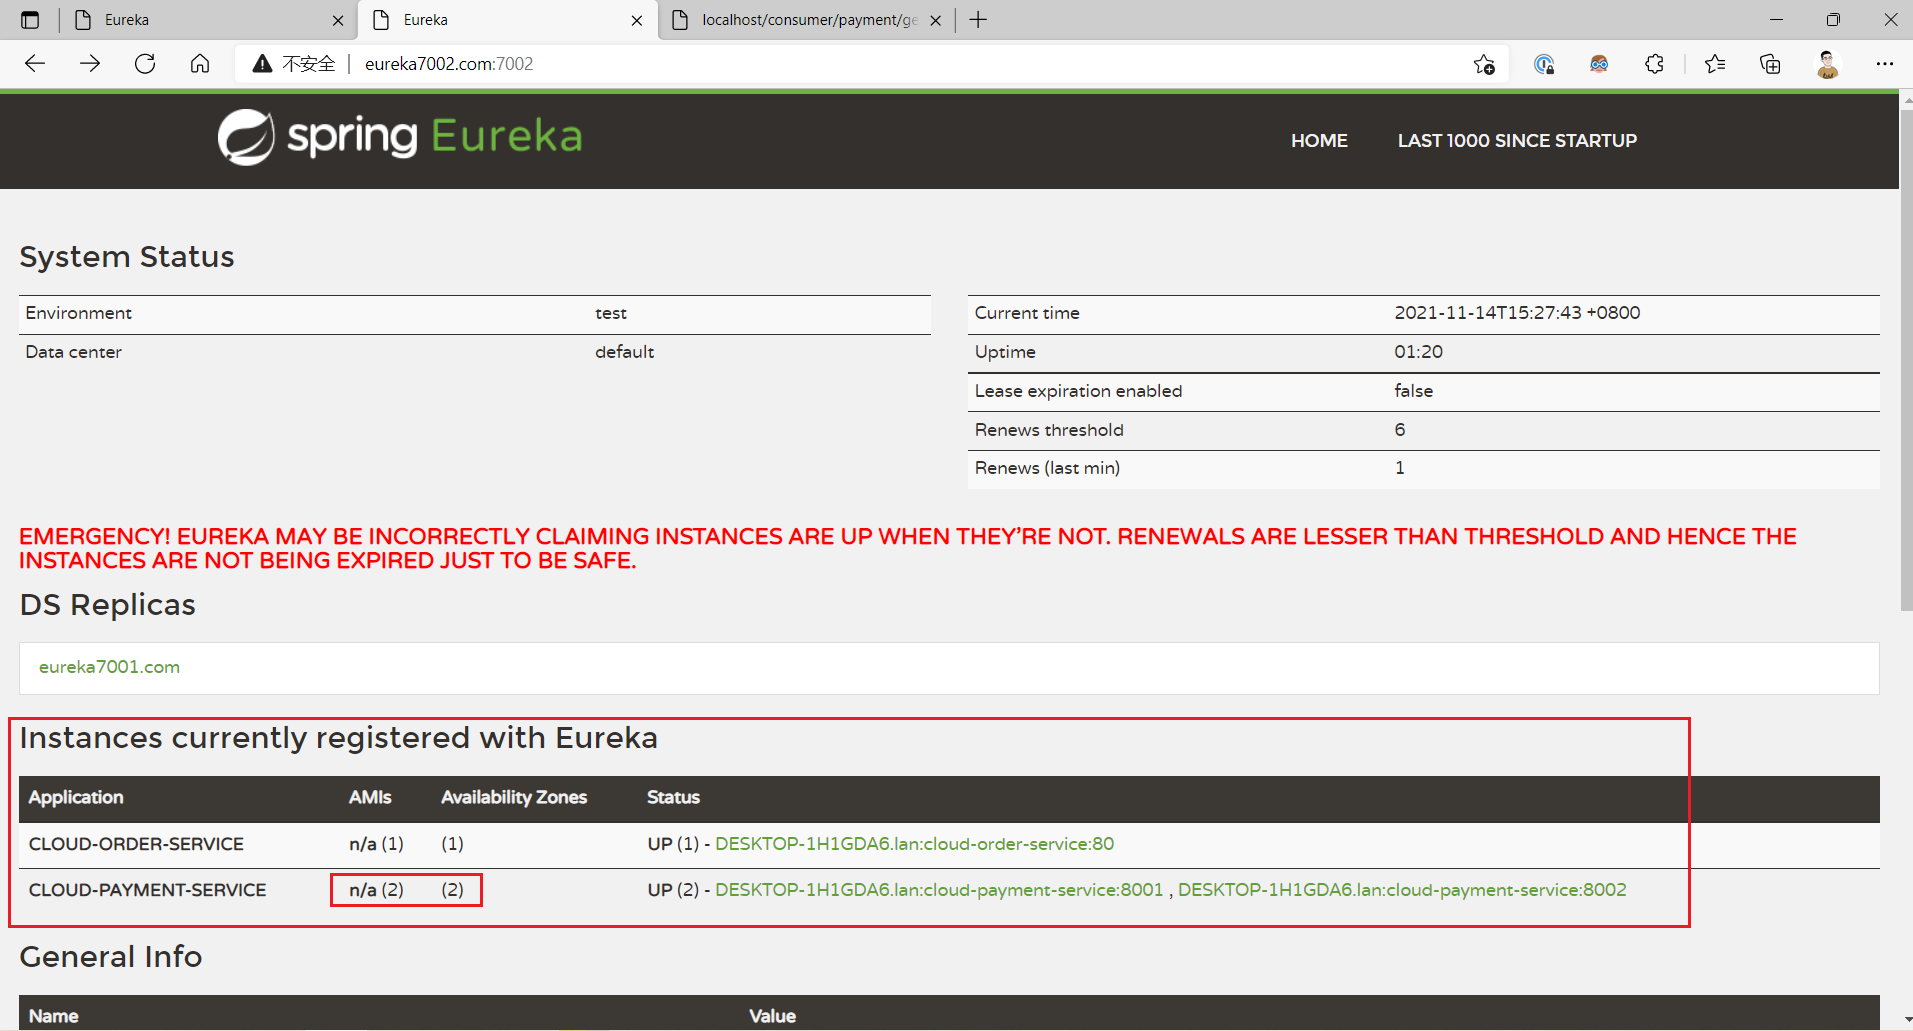 Eureka
Eureka
localhost/consumer/payment/ge
不安全
eureka7002.com:7002
spring Eureka
HOME
LAST 1000 SINCE STARTUP
System Status
Environment test
Data center default
Current time 2021-11-14T15:27:43 +0800
Uptime 01:20
Lease expiration enabled false
Renews threshold 6
Renews (last min) 1
EMERGENCY! EUREKA MAY BE INCORRECTLY CLAIMING INSTANCES ARE UP WHEN THEY'RE NOT. RENEWALS ARE LESSER THAN THRESHOLD AND HENCE THE
INSTANCES ARE NOT BEING EXPIRED JUST TO BE SAFE.
DS Replicas
eureka7001.com
Instances currently registered with Eureka
Application AMIs Availability Zones Status
CLOUD-ORDER-SERVICE n/a (1) (1) UP (1) - DESKTOP-1H1GDA6.lan:cloud-order-service:80
CLOUD-PAYMENT-SERVICE n/a (2) (2) UP (2) - DESKTOP-1H1GDA6.lan:cloud-payment-service:8001 , DESKTOP-1H1GDA6.lan:cloud-payment-service:8002
General Info
Name Value